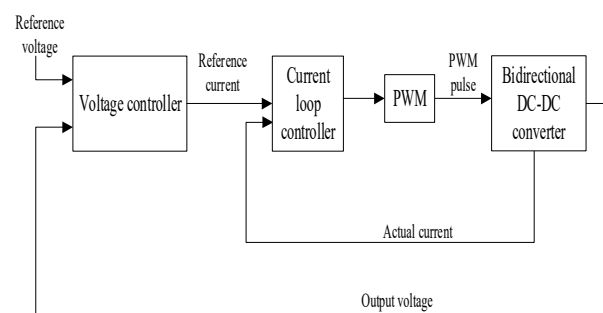 Reference
voltage
Voltage controller
Reference
current
Current
loop
controller
PWM
PWM
pulse
Bidirectional
DC-DC
converter
Actual current
Output voltage